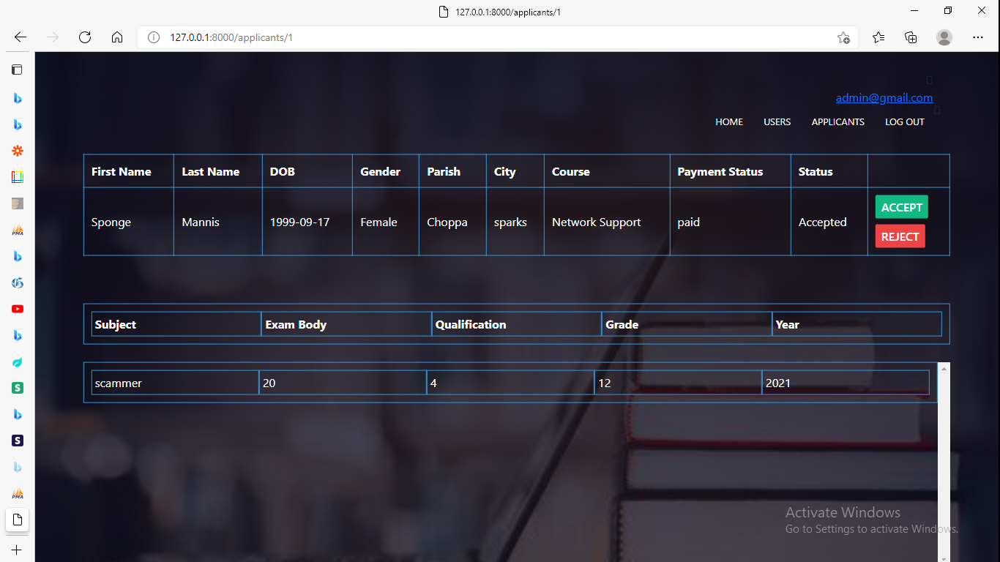 127.0.0.1:8000/applicants/1
127.0.0.1:8000/applicants/1
admin@gmail.com
HOME USERS APPLICANTS LOG OUT
First Name Last Name DOB Gender Parish City Course Payment Status Status
Sponge Mannis 1999-09-17 Female Choppa sparks Network Support paid Accepted
ACCEPT
REJECT
Subject Exam Body Qualification Grade Year
scammer 20 4 12 2021
PMA
S
S
PMA
Activate Windows
Go to Settings to activate Windows.